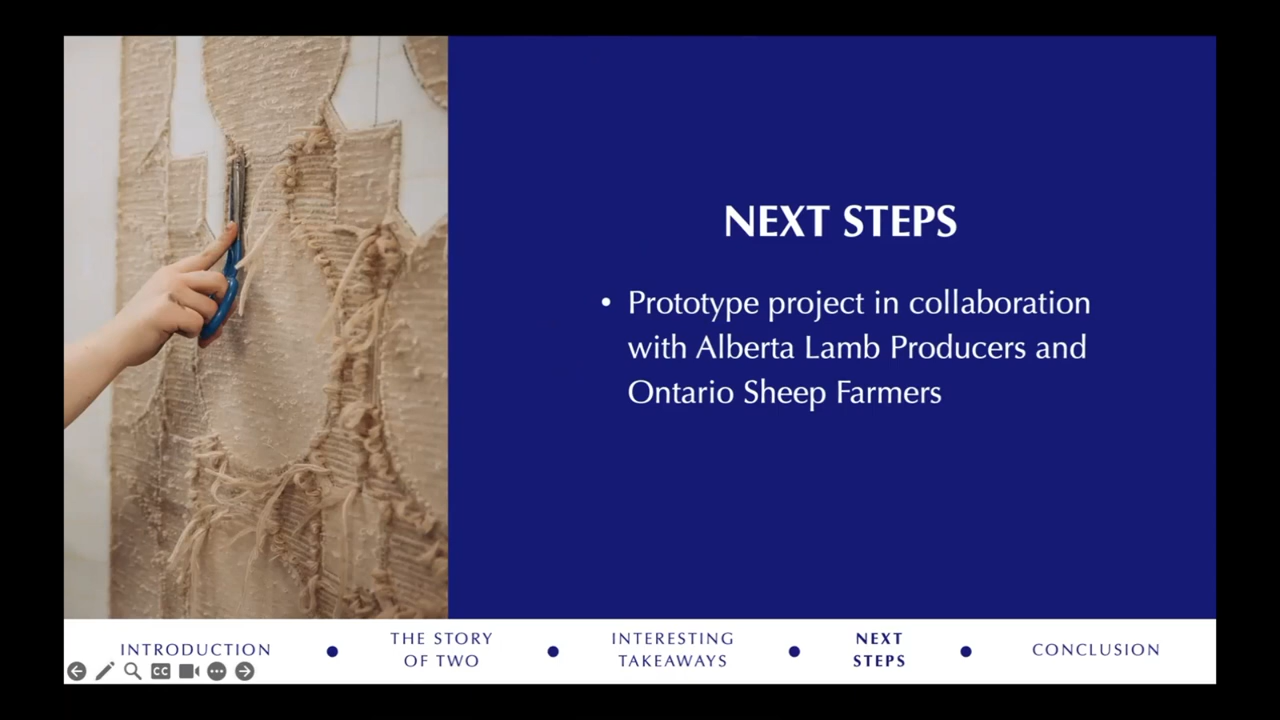 NEXT STEPS
• Prototype project in collaboration
with Alberta Lamb Producers and
Ontario Sheep Farmers
INTRODUCTION
THE STORY
OF TWO
INTERESTING
TAKEAWAYS
NEXT
STEPS
CONCLUSION
CC